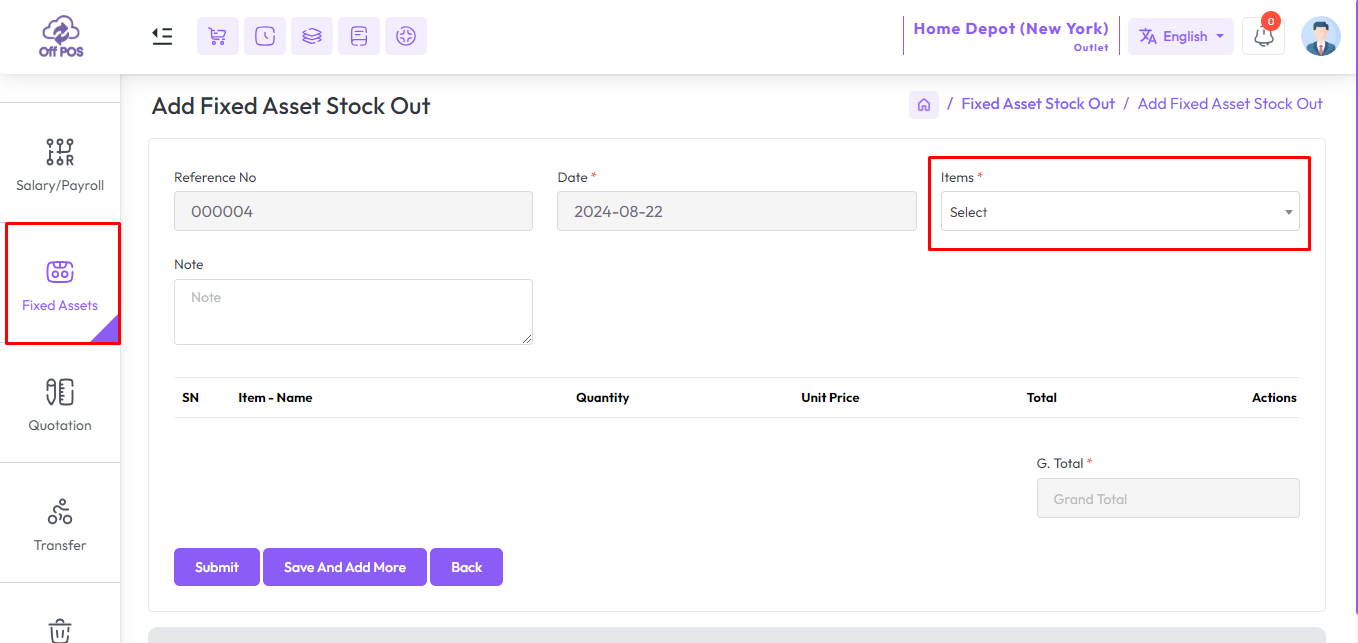 Off POS
Home Depot (New York)
Outlet
English
0
Add Fixed Asset Stock Out
/ Fixed Asset Stock Out / Add Fixed Asset Stock Out
Salary/Payroll
Fixed Assets
Quotation
Transfer
Reference No
000004
Date *
2024-08-22
Items *
Select
Note
Note
SN Item - Name Quantity Unit Price Total Actions
G. Total *
Grand Total
Submit Save And Add More Back